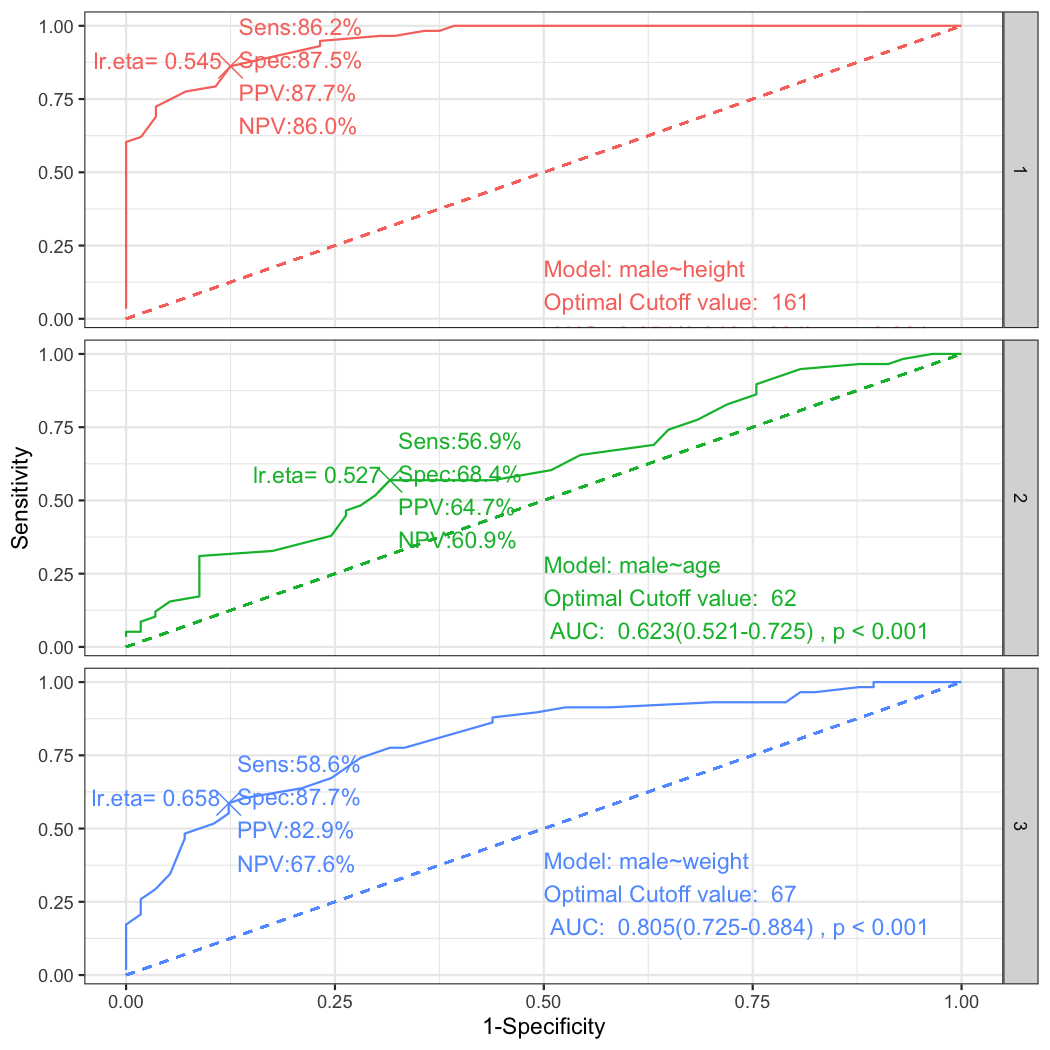 Sensitivity
1.00
0.75
0.50
0.25
0.00
Sens:86.2%
lr.eta= 0.545
Spec:87.5%
PPV:87.7%
NPV:86.0%
Model: male~height
Optimal Cutoff value:  161
1
1.00
0.75
0.50
0.25
0.00
Sens:56.9%
lr.eta= 0.527
Spec:68.4%
PPV:64.7%
NPV:60.9%
Model: male~age
Optimal Cutoff value:  62
AUC:  0.623(0.521-0.725) , p < 0.001
2
1.00
0.75
0.50
0.25
0.00
Sens:58.6%
lr.eta= 0.658
Spec:87.7%
PPV:82.9%
NPV:67.6%
Model: male~weight
Optimal Cutoff value:  67
AUC:  0.805(0.725-0.884) , p < 0.001
3
0.00 0.25 0.50 0.75 1.00
1-Specificity